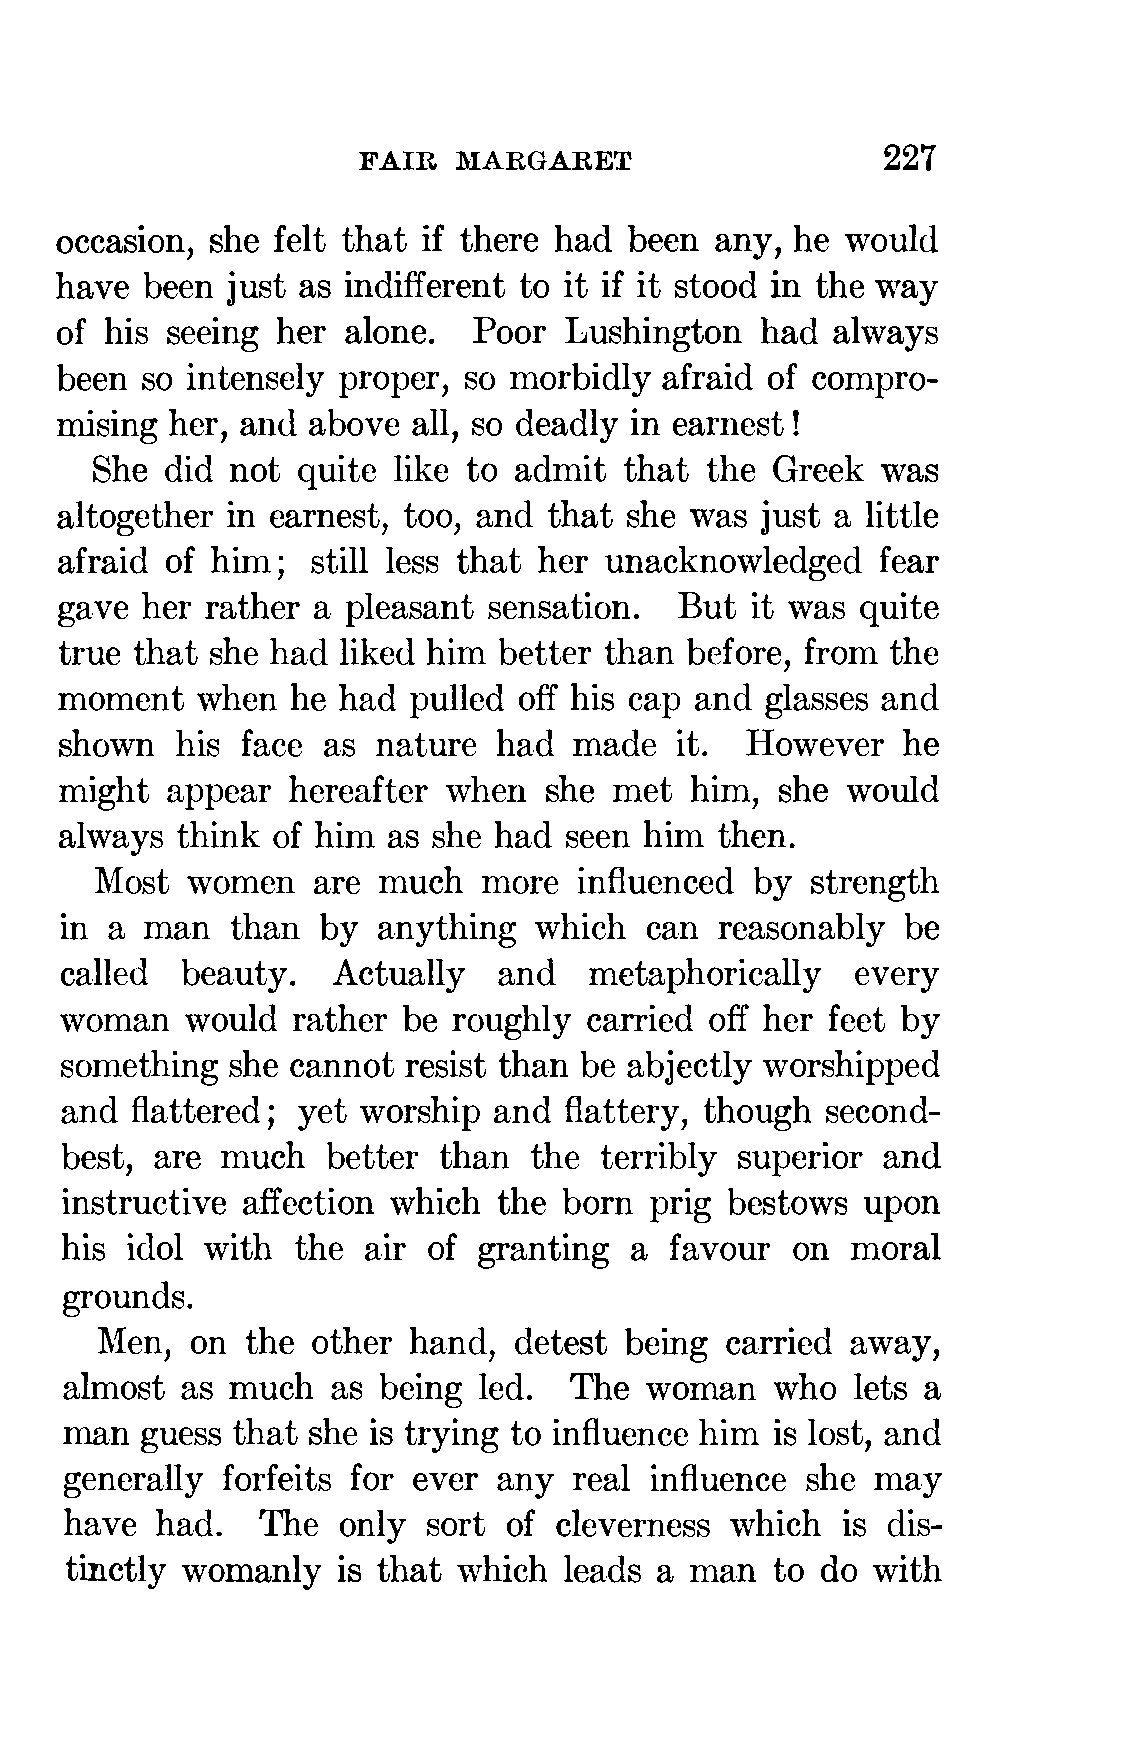 FAIR MARGARET 227
occasion, she felt that if there had been any, he would
have been just as indifferent to it if it stood in the way
of his seeing her alone. Poor Lushington had always
been so intensely proper, so morbidly afraid of compro-
mising her, and above all, so deadly in earnest!
She did not quite like to admit that the Greek was
altogether in earnest, too, and that she was just a little
afraid of him; still less that her unacknowledged fear
gave her rather a pleasant sensation. But it was quite
true that she had liked him better than before, from the
moment when he had pulled off his cap and glasses and
shown his face as nature had made it. However he
might appear hereafter when she met him, she would
always think of him as she had seen him then.
Most women are much more influenced by strength
in a man than by anything which can reasonably be
called beauty. Actually and metaphorically every
woman would rather be roughly carried off her feet by
something she cannot resist than be abjectly worshipped
and flattered; yet worship and flattery, though second-
best, are much better than the terribly superior and
instructive affection which the born prig bestows upon
his idol with the air of granting a favour on moral
grounds.
Men, on the other hand, detest being carried away,
almost as much as being led. The woman who lets a
man guess that she is trying to influence him is lost, and
generally forfeits for ever any real influence she may
have had. The only sort of cleverness which is dis-
tinctly womanly is that which leads a man to do with